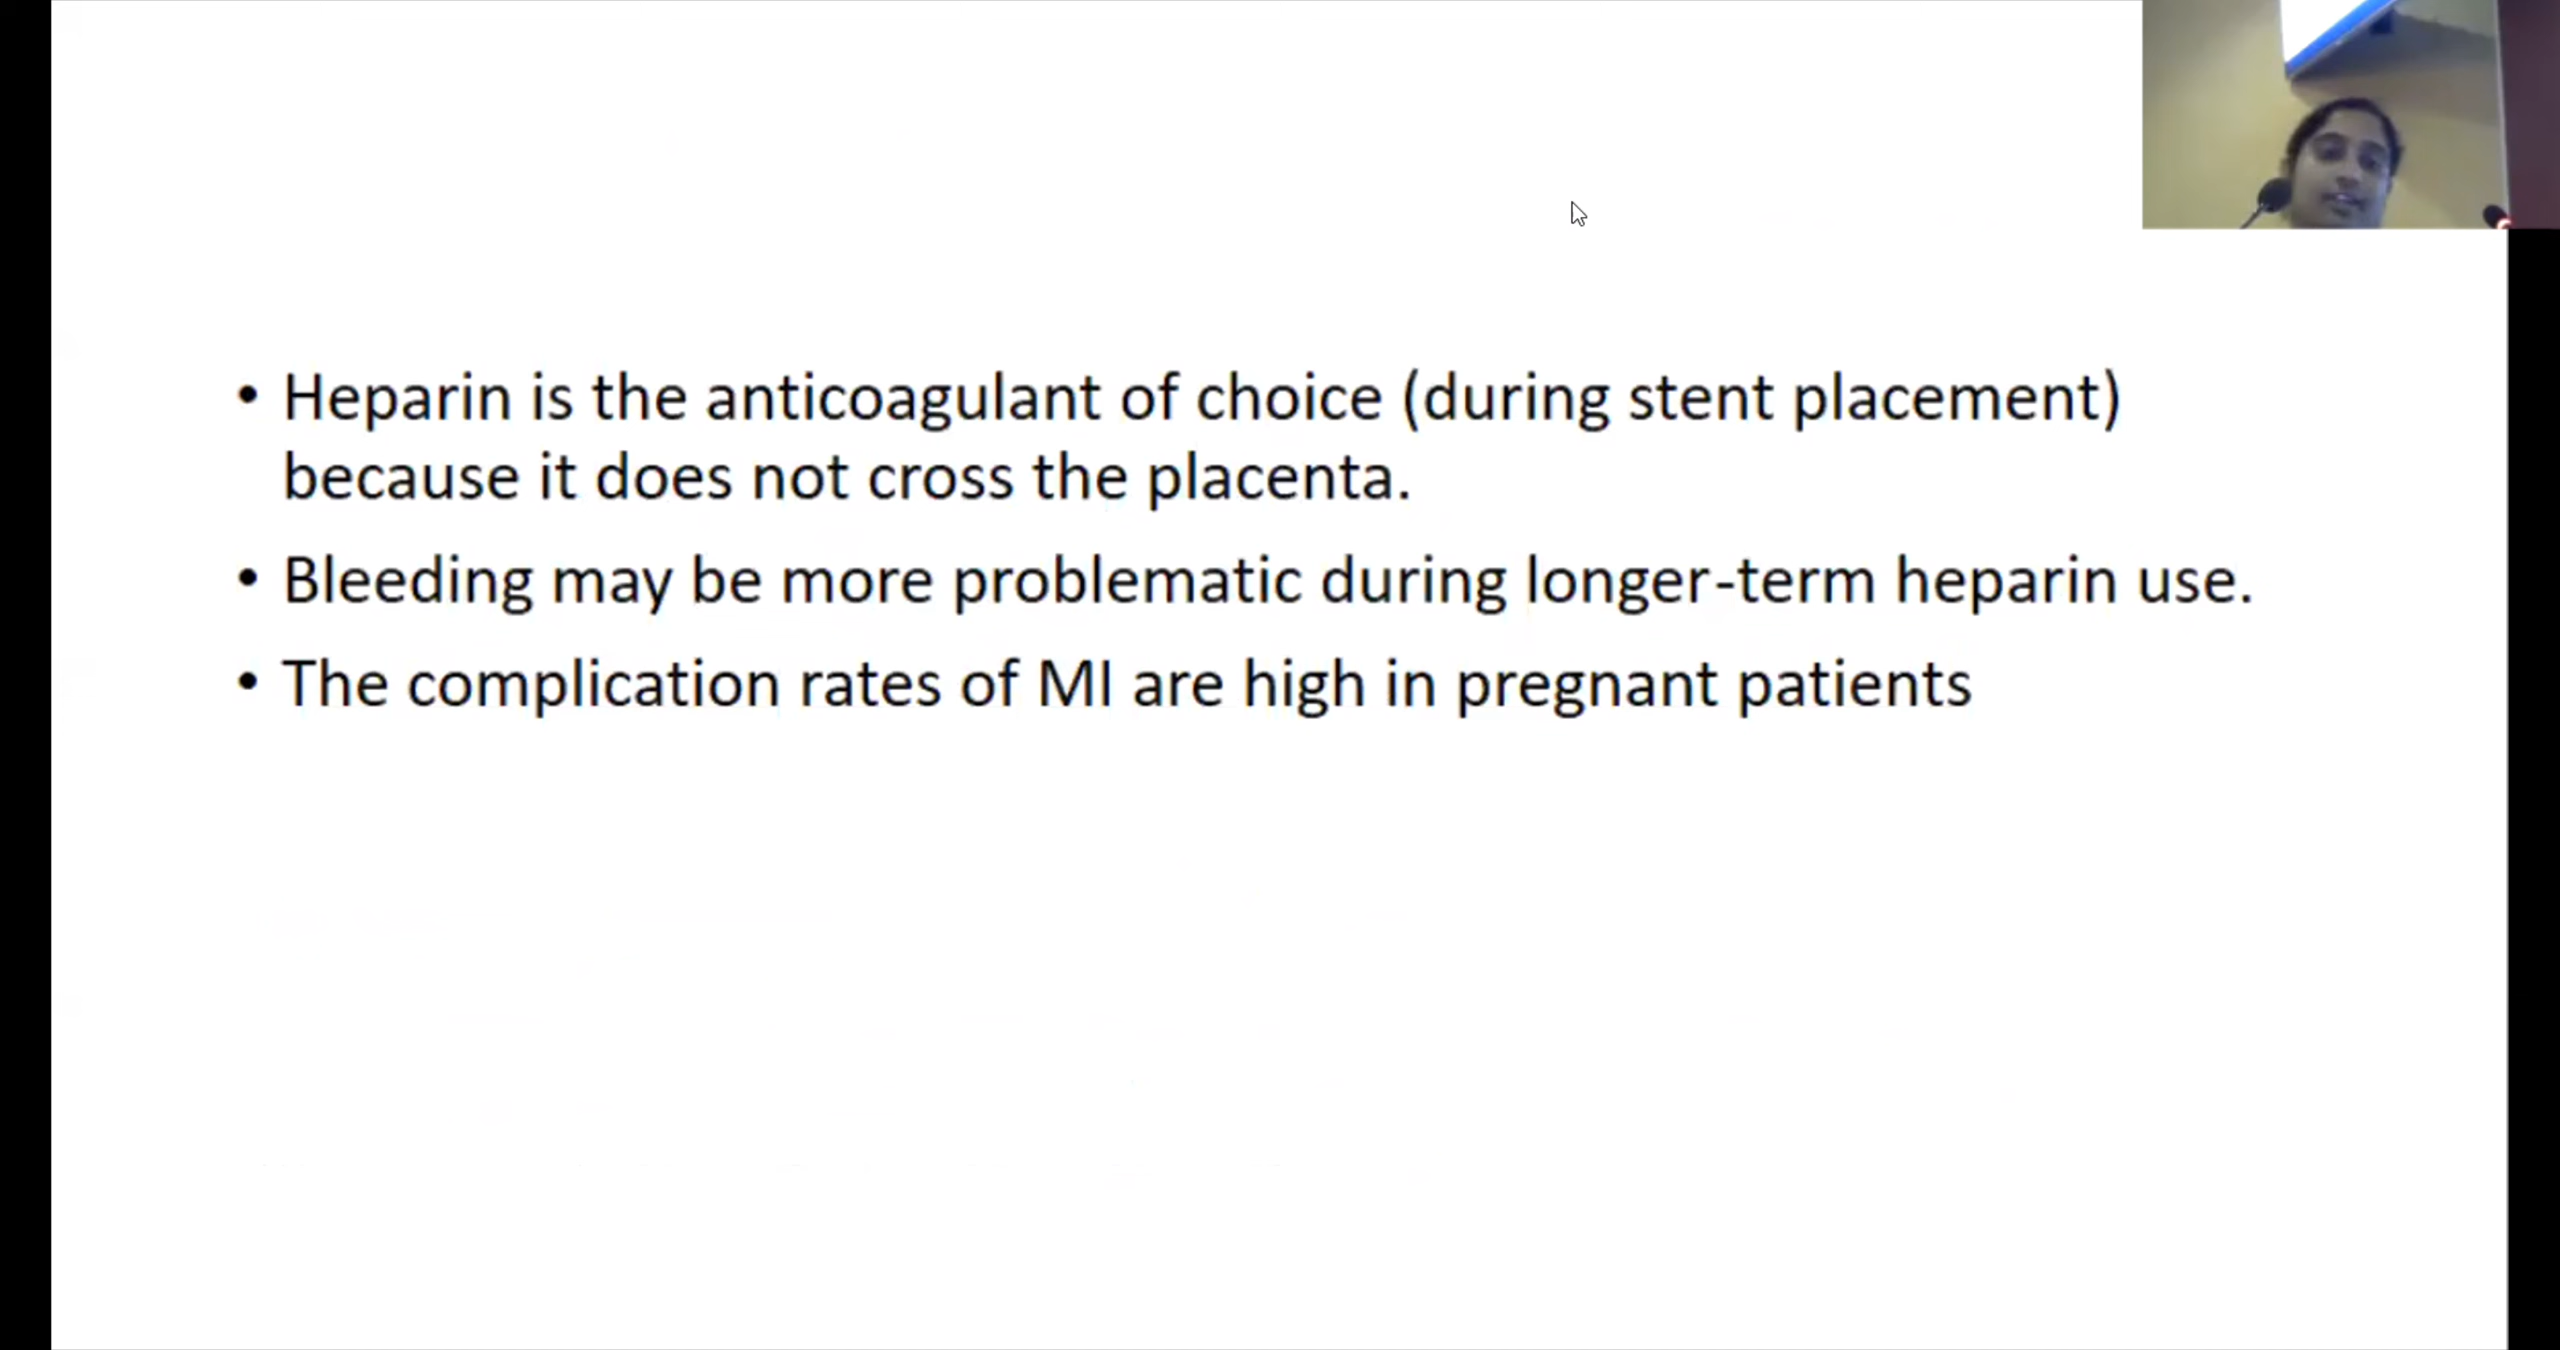 • Heparin is the anticoagulant of choice (during stent placement)
because it does not cross the placenta.
• Bleeding may be more problematic during longer-term heparin use.
• The complication rates of MI are high in pregnant patients